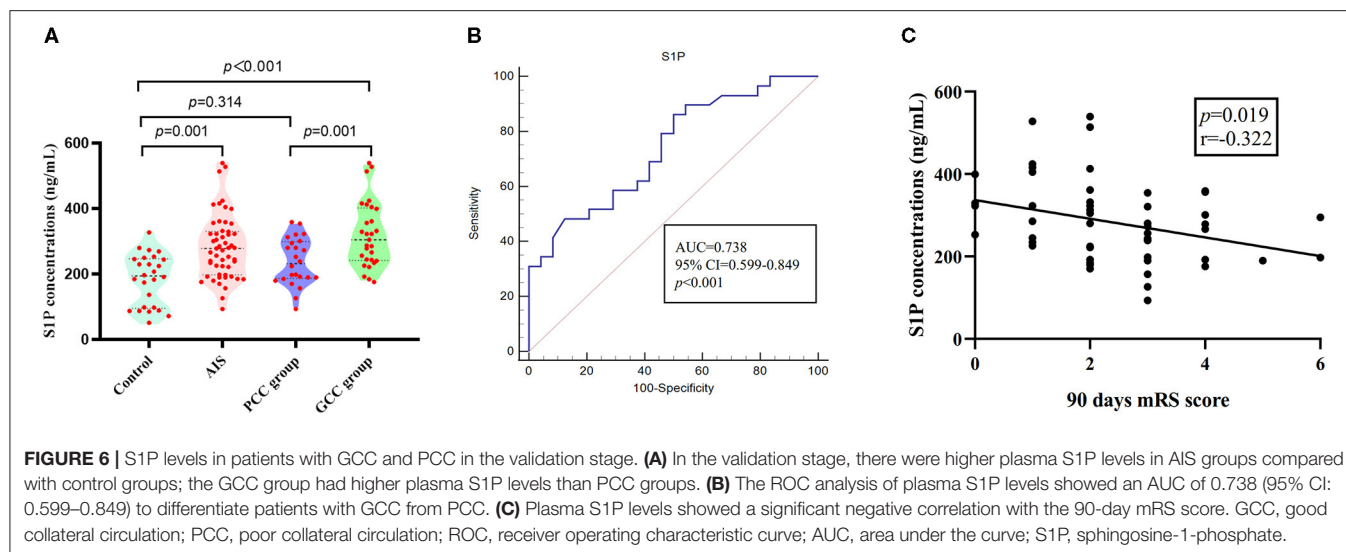 A
p<0.001
p=0.314
p=0.001
p=0.001
S1P concentrations (ng/mL)
600
400
200
0
Control
AIS
PCC group
GCC group
B
S1P
100
80
60
40
20
0
Sensitivity
AUC=0.738
95% CI=0.599-0.849
p<0.001
0 20 40 60 80 100
100-Specificity
C
600
400
200
0
S1P concentrations (ng/mL)
p=0.019
r=-0.322
0 2 4 6
90 days mRS score
FIGURE 6 | S1P levels in patients with GCC and PCC in the validation stage. (A) In the validation stage, there were higher plasma S1P levels in AIS groups compared
with control groups; the GCC group had higher plasma S1P levels than PCC groups. (B) The ROC analysis of plasma S1P levels showed an AUC of 0.738 (95% CI:
0.599–0.849) to differentiate patients with GCC from PCC. (C) Plasma S1P levels showed a significant negative correlation with the 90-day mRS score. GCC, good
collateral circulation; PCC, poor collateral circulation; ROC, receiver operating characteristic curve; AUC, area under the curve; S1P, sphingosine-1-phosphate.